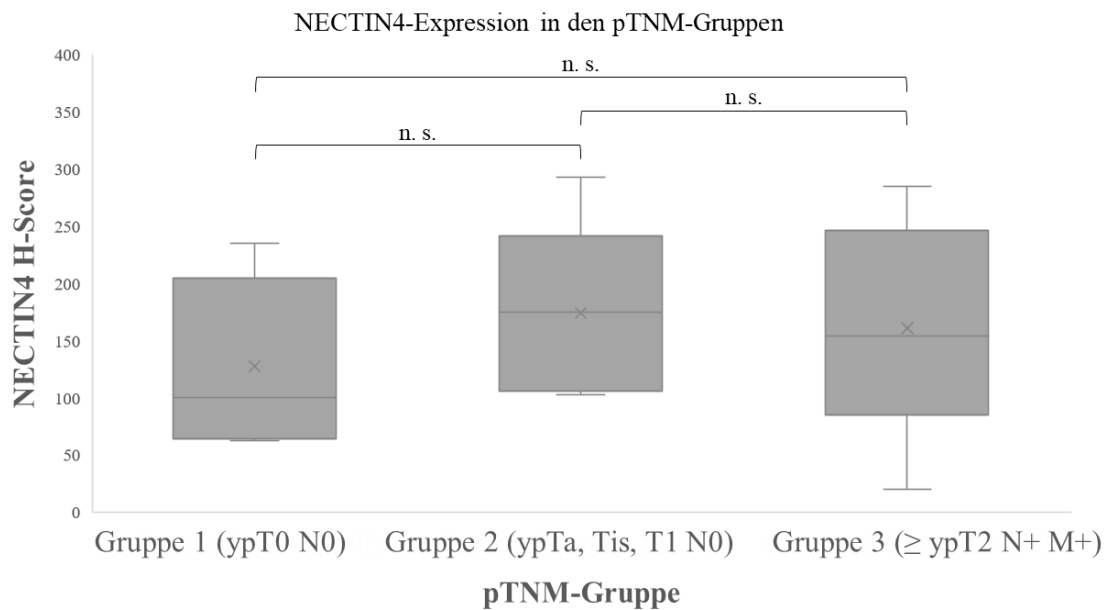 NECTIN4-Expression in den pTNM-Gruppen
400
350
300
250
200
150
100
50
0
NECTIN4 H-Score
n. s.
n. s.
n. s.
Gruppe 1 (ypT0 N0)
Gruppe 2 (ypTa, Tis, T1 N0)
Gruppe 3 (≥ ypT2 N+ M+)
pTNM-Gruppe